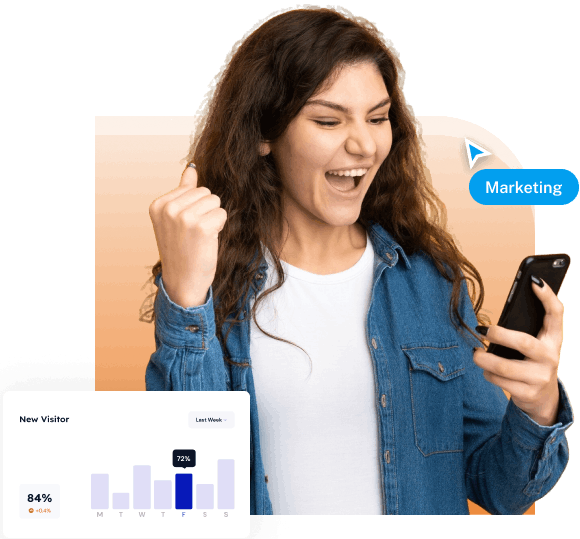 Marketing
New Visitor
Last Week
72%
84%
+0,4%
M T W T F S S